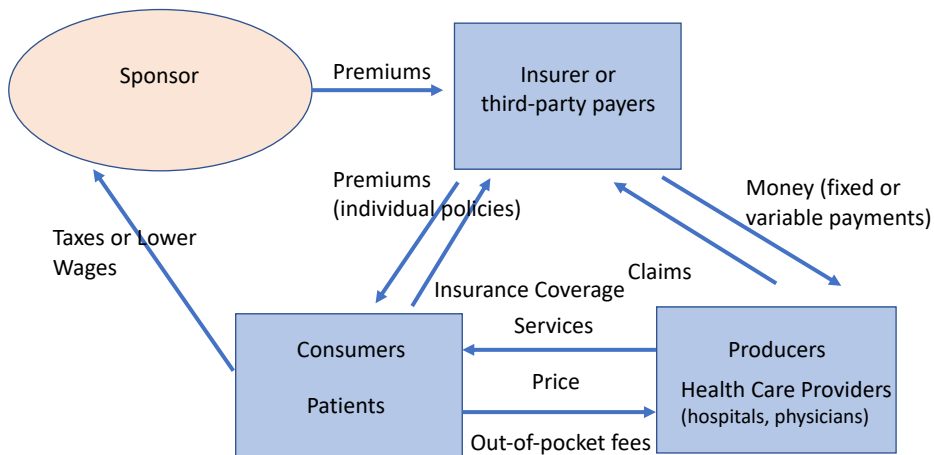 Sponsor
Premiums
Insurer or
third-party payers
Premiums
(individual policies)
Money (fixed or
variable payments)
Taxes or Lower
Wages
Claims
Insurance Coverage
Services
Consumers
Patients
Producers
Health Care Providers
(hospitals, physicians)
Price
Out-of-pocket fees